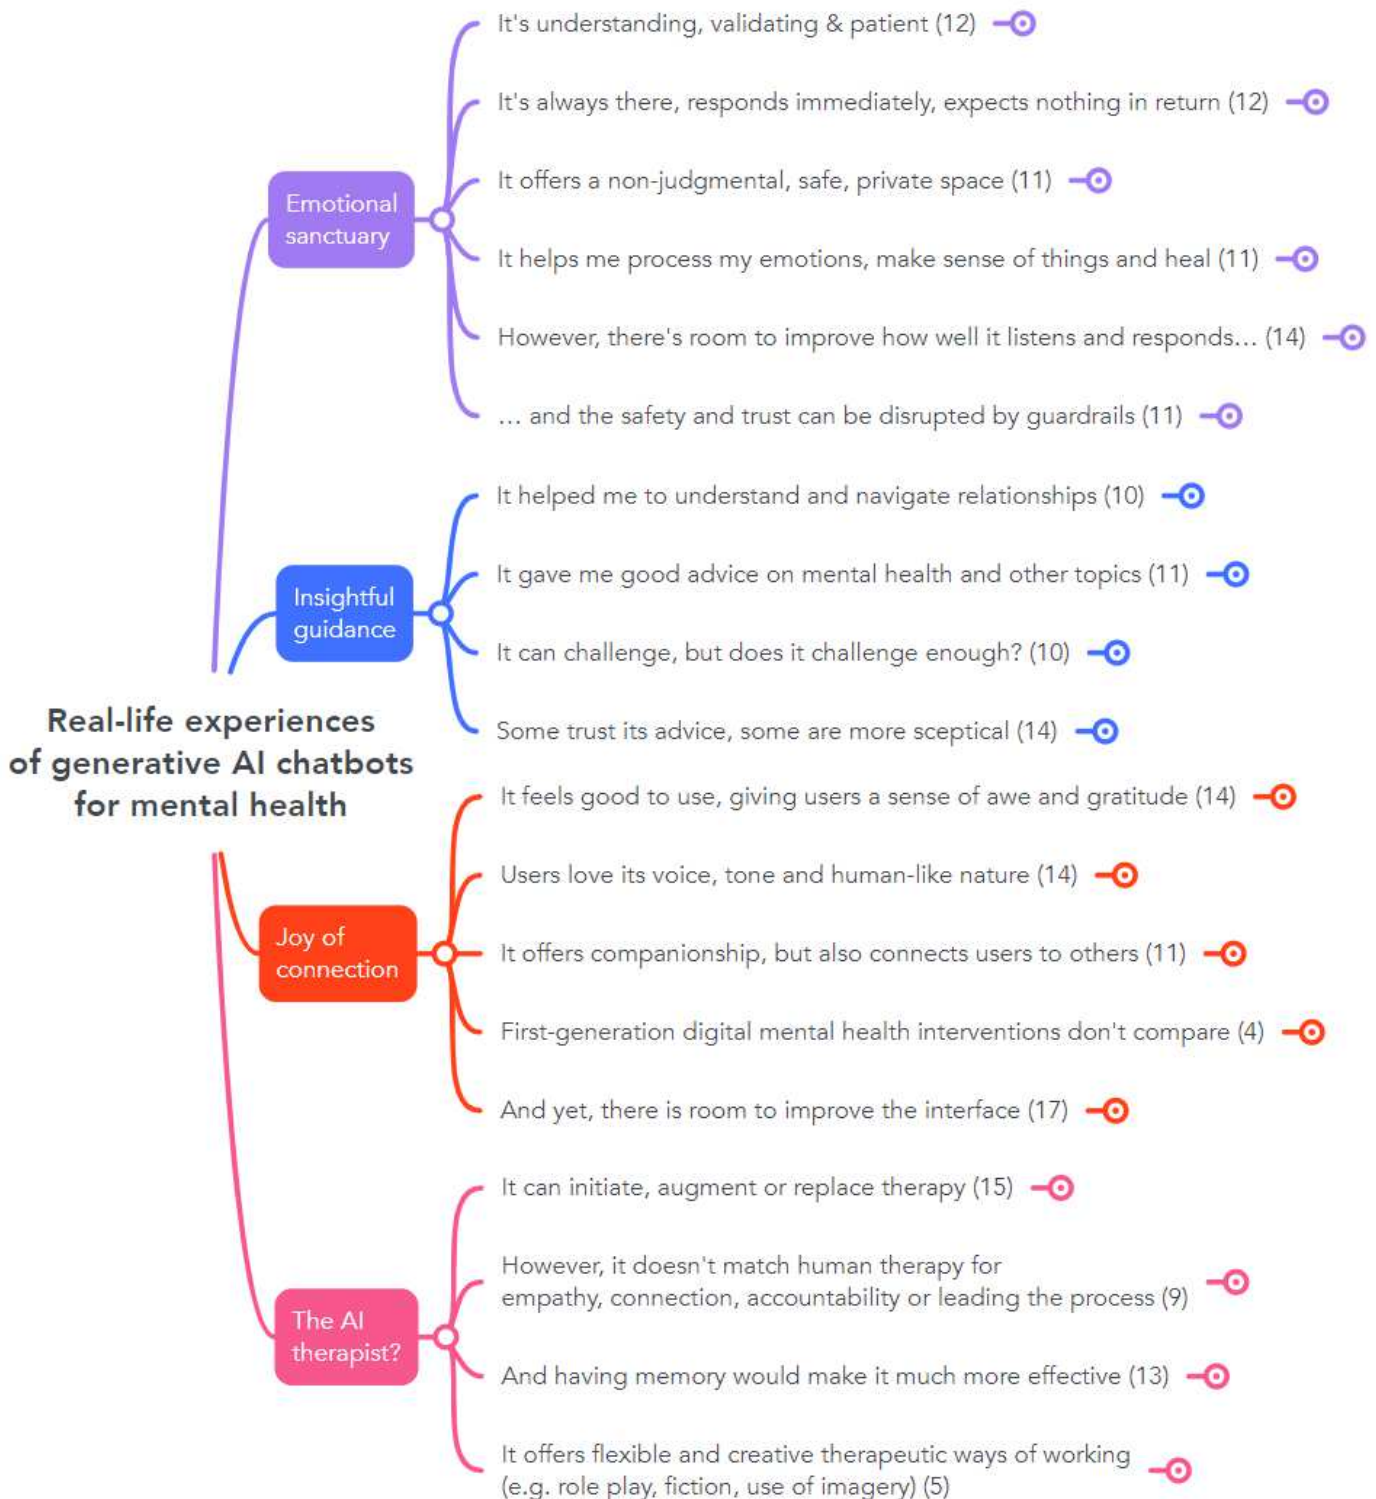 Real-life experiences
of generative AI chatbots
for mental health
Emotional
sanctuary
It's understanding, validating & patient (12)
It's always there, responds immediately, expects nothing in return (12)
It offers a non-judgmental, safe, private space (11)
It helps me process my emotions, make sense of things and heal (11)
However, there's room to improve how well it listens and responds... (14)
... and the safety and trust can be disrupted by guardrails (11)
Insightful
guidance
It helped me to understand and navigate relationships (10)
It gave me good advice on mental health and other topics (11)
It can challenge, but does it challenge enough? (10)
Some trust its advice, some are more sceptical (14)
Joy of
connection
It feels good to use, giving users a sense of awe and gratitude (14)
Users love its voice, tone and human-like nature (14)
It offers companionship, but also connects users to others (11)
First-generation digital mental health interventions don't compare (4)
And yet, there is room to improve the interface (17)
The AI
therapist?
It can initiate, augment or replace therapy (15)
However, it doesn't match human therapy for
empathy, connection, accountability or leading the process (9)
And having memory would make it much more effective (13)
It offers flexible and creative therapeutic ways of working
(e.g. role play, fiction, use of imagery) (5)